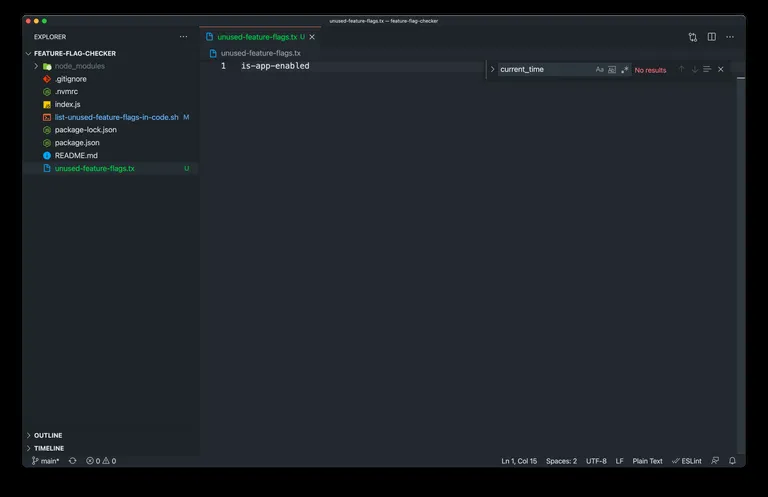 unused-feature-flags.tx — feature-flag-checker
EXPLORER
unused-feature-flags.tx U
FEATURE-FLAG-CHECKER
unused-feature-flags.tx
node_modules
1 is-app-enabled
current_time
Aa
No results
.gitignore
.nvmrc
index.js
list-unused-feature-flags-in-code.sh M
package-lock.json
package.json
README.md
unused-feature-flags.tx U
OUTLINE
TIMELINE
main* 0 0 Ln 1, Col 15 Spaces: 2 UTF-8 LF Plain Text ESLint